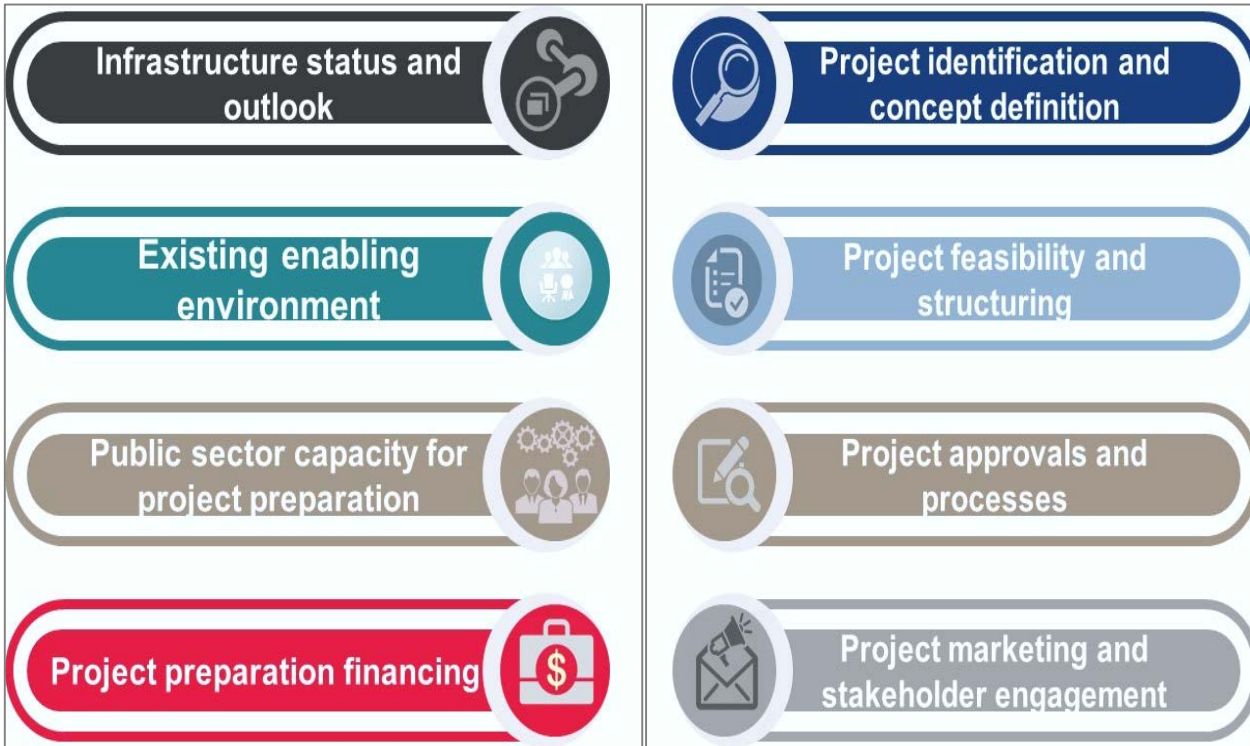 Infrastructure status and
outlook
Existing enabling
environment
Public sector capacity for
project preparation
Project preparation financing
$
Project identification and
concept definition
Project feasibility and
structuring
Project approvals and
processes
Project marketing and
stakeholder engagement